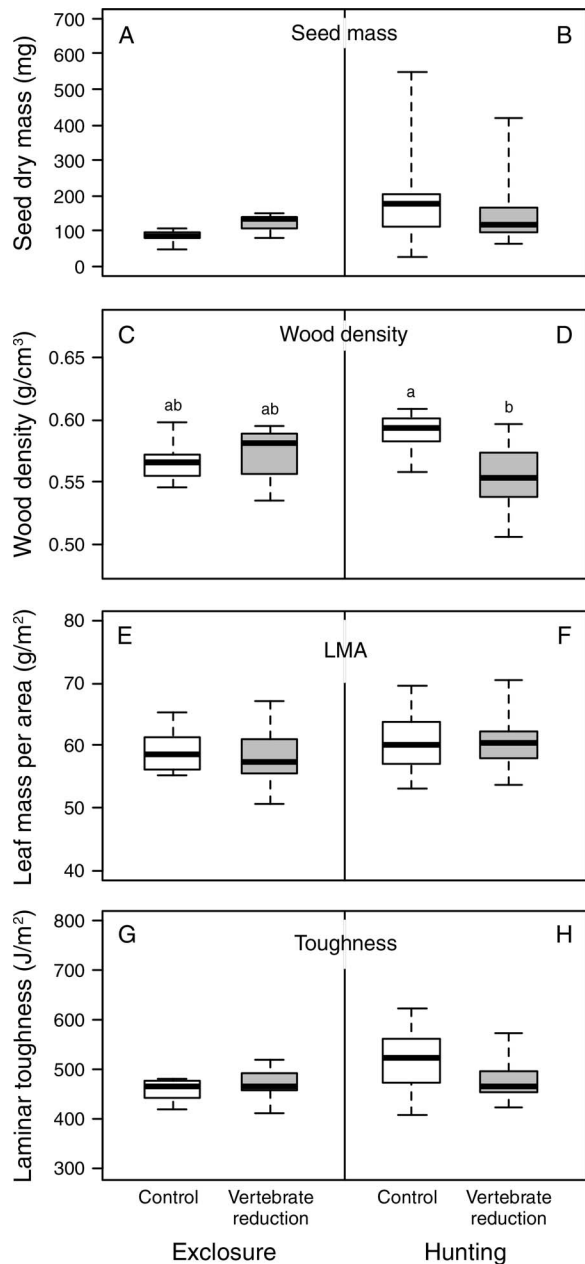 A
Seed mass
B
Seed dry mass (mg)
700
600
500
400
300
200
100
0
C
Wood density
D
Wood density (g/cm³)
0.65
0.60
0.55
0.50
ab
ab
a
b
E
LMA
F
Leaf mass per area (g/m²)
80
70
60
50
40
G
Toughness
H
Laminar toughness (J/m²)
800
700
600
500
400
300
Control
Vertebrate
reduction
Control
Vertebrate
reduction
Exclosure
Hunting